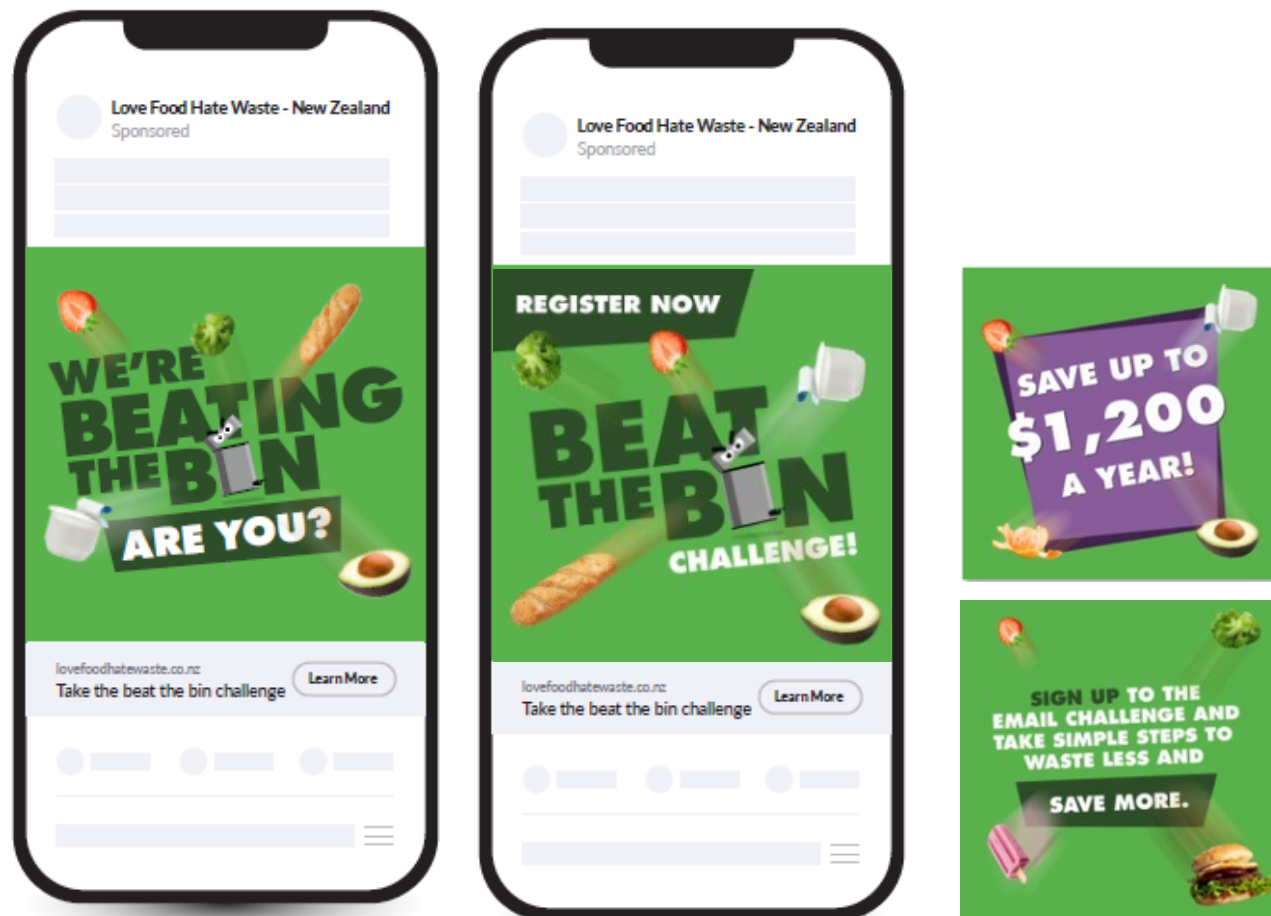 Love Food Hate Waste - New Zealand
Sponsored
WE'RE
BEATING
THE BIN
ARE YOU?
lovefoodhatewaste.co.nz
Take the beat the bin challenge
Learn More
Love Food Hate Waste - New Zealand
Sponsored
REGISTER NOW
BEAT
THE BIN
CHALLENGE!
lovefoodhatewaste.co.nz
Take the beat the bin challenge
Learn More
SAVE UP TO
$1,200
A YEAR!
SIGN UP TO THE
EMAIL CHALLENGE AND
TAKE SIMPLE STEPS TO
WASTE LESS AND
SAVE MORE.